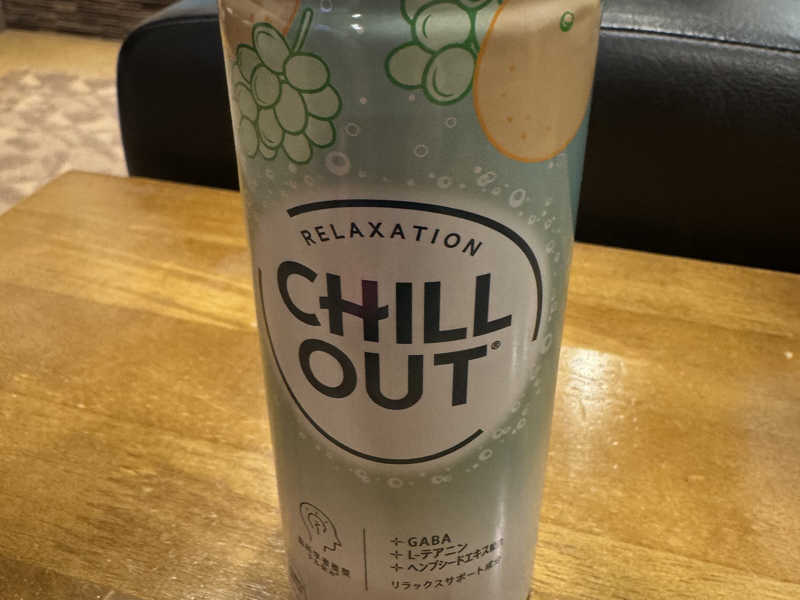 RELAXATION
CHILL
OUT®
+ GABA
+ L-テアニン
+ ヘンプシードエキス配合
リラックスサポート成分